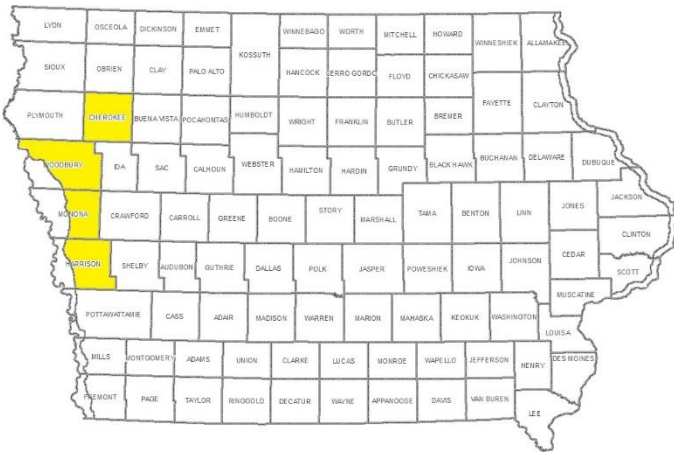 LYON OSCEOLA DICKINSON EMMET WINNEBAGO WORTH MITCHELL HOWARD WINNESHIEK ALLAMAKEE
KOSSUTH
SIOUX OBRIEN CLAY PALO ALTO HANCOCK CERRO GORDO FLOYD CHICKASAW
FAYETTE CLAYTON
PLYMOUTH CHEROKEE BUENA VISTA POCAHONTAS HUMBOLDT WRIGHT FRANKLIN BUTLER BREMER
WOODBURY IDA SAC CALHOUN WEBSTER HAMILTON HARDIN GRUNDY BLACK HAWK BUCHANAN DELAWARE DUBUQUE
JACKSON
MONONA CRAWFORD CARROLL GREENE BOONE STORY MARSHALL TAMA BENTON LINN JONES
CLINTON
HARRISON SHELBY AUDUBON GUTHRIE DALLAS POLK JASPER POWESHIEK IOWA JOHNSON CEDAR SCOTT
MUSCATINE
POTTAWATTAMIE CASS ADAIR MADISON WARREN MARION MAHASKA KEOKUK WASHINGTON
LOUISA
MILLS MONTGOMERY ADAMS UNION CLARKE LUCAS MONROE WAPELLO JEFFERSON HENRY DES MOINES
FREMONT PAGE TAYLOR RINGGOLD DECATUR WAYNE APPANOOSE DAVIS VAN BUREN
LEE